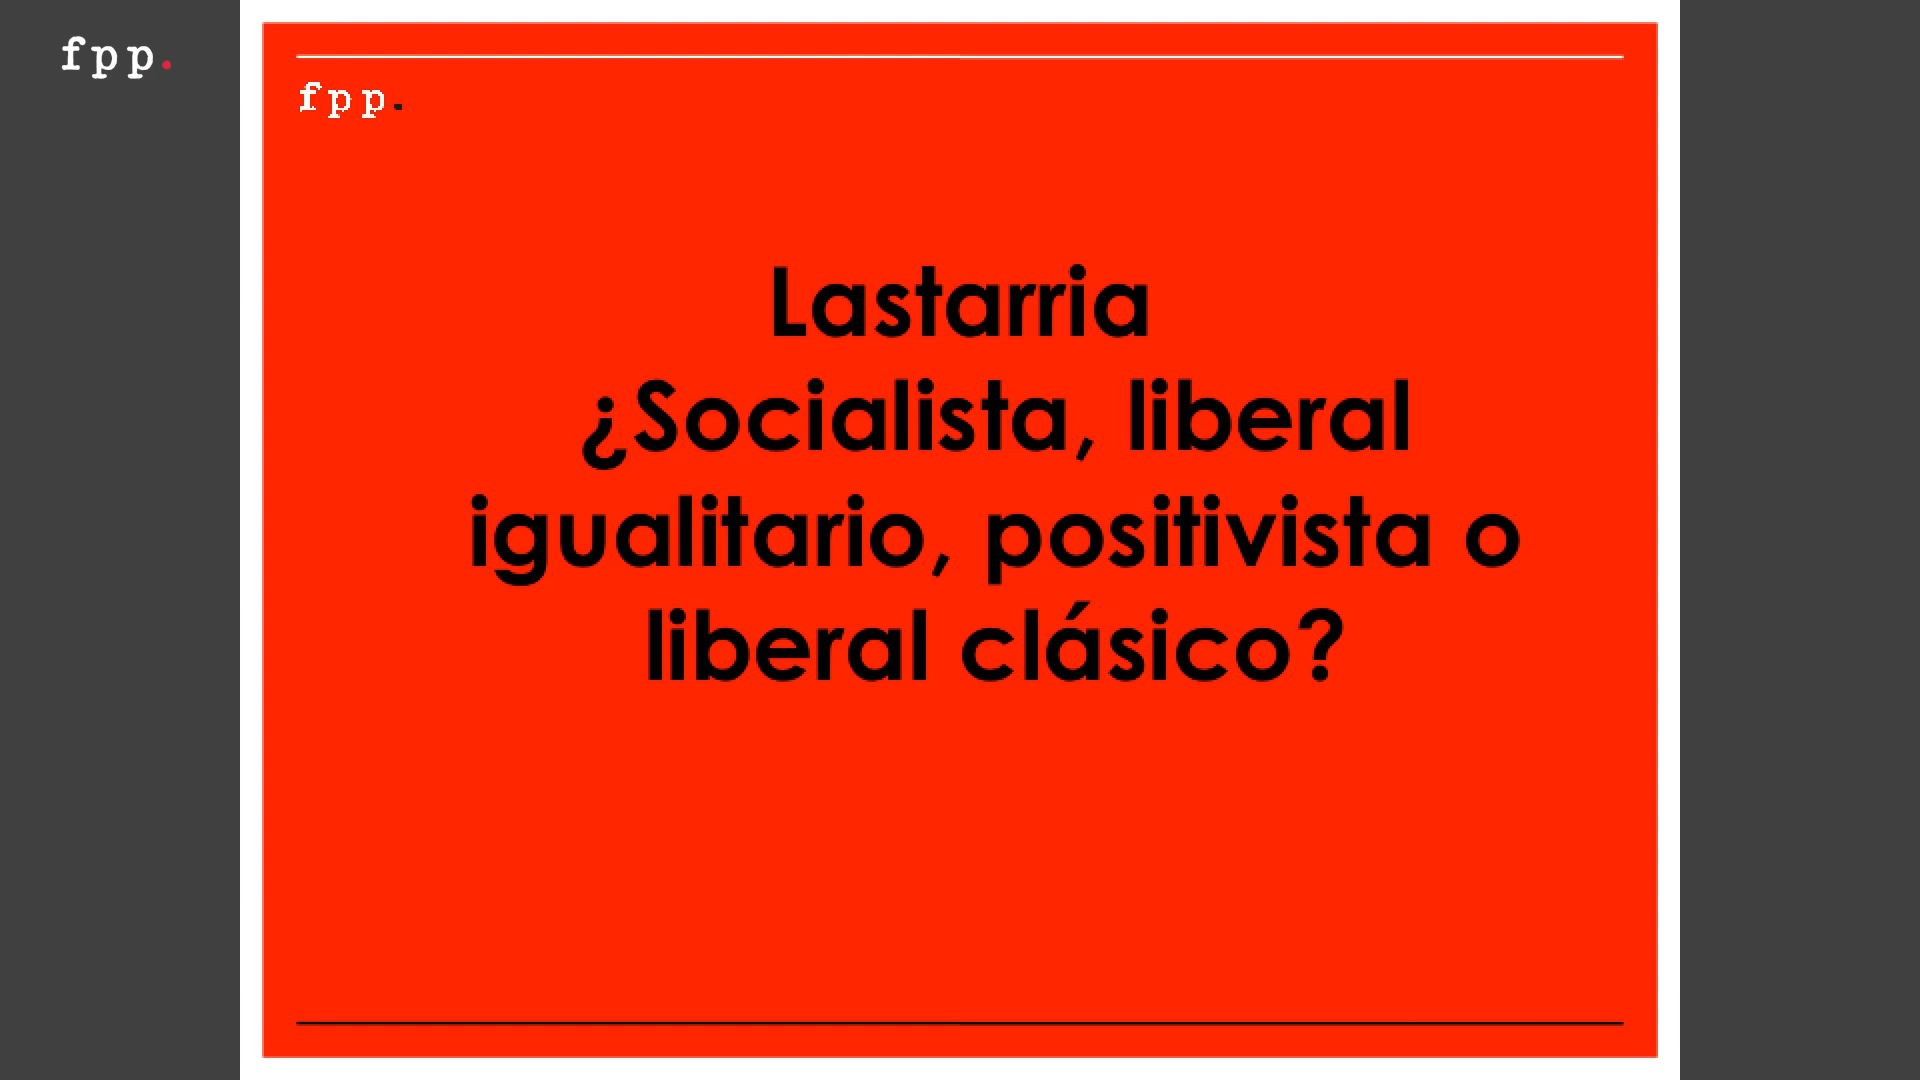 fpp.
fpp.
Lastarria
¿Socialista, liberal
igualitario, positivista o
liberal clásico?